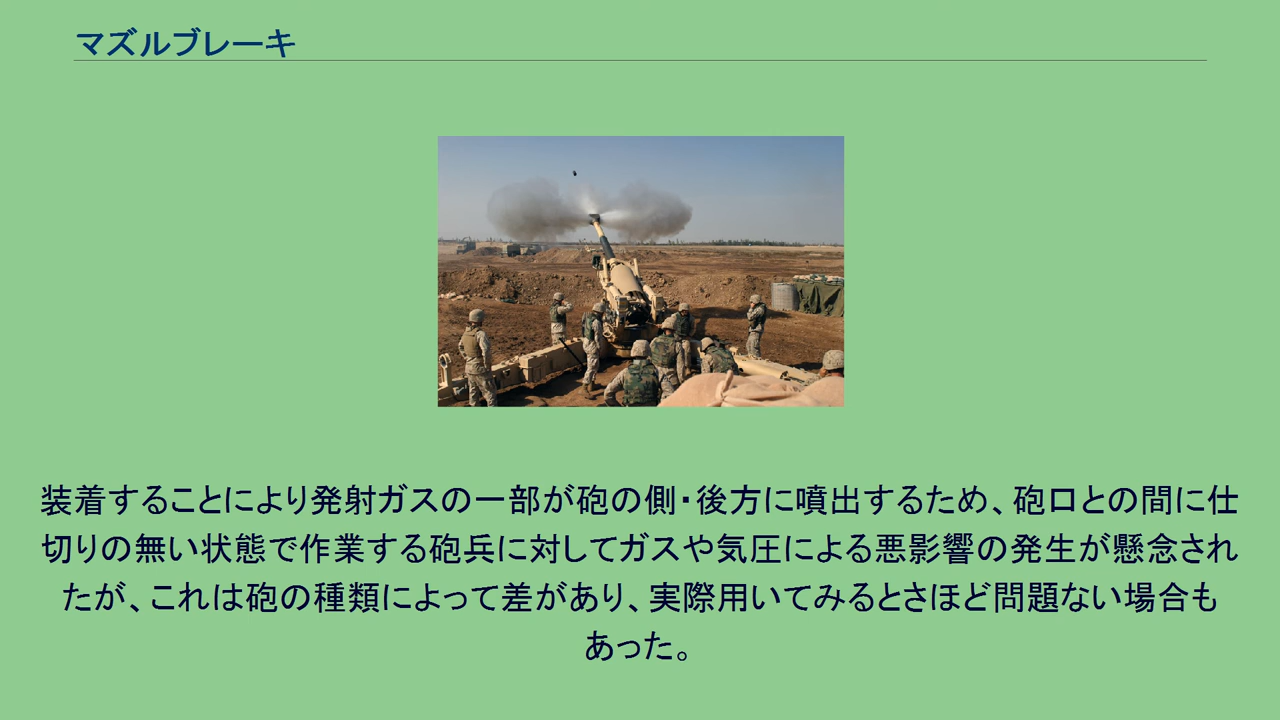 マズルブレーキ
装着することにより発射ガスの一部が砲の側・後方に噴出するため、砲口との間に仕
切りの無い状態で作業する砲兵に対してガスや気圧による悪影響の発生が懸念され
たが、これは砲の種類によって差があり、実際用いてみるとさほど問題ない場合も
あった。